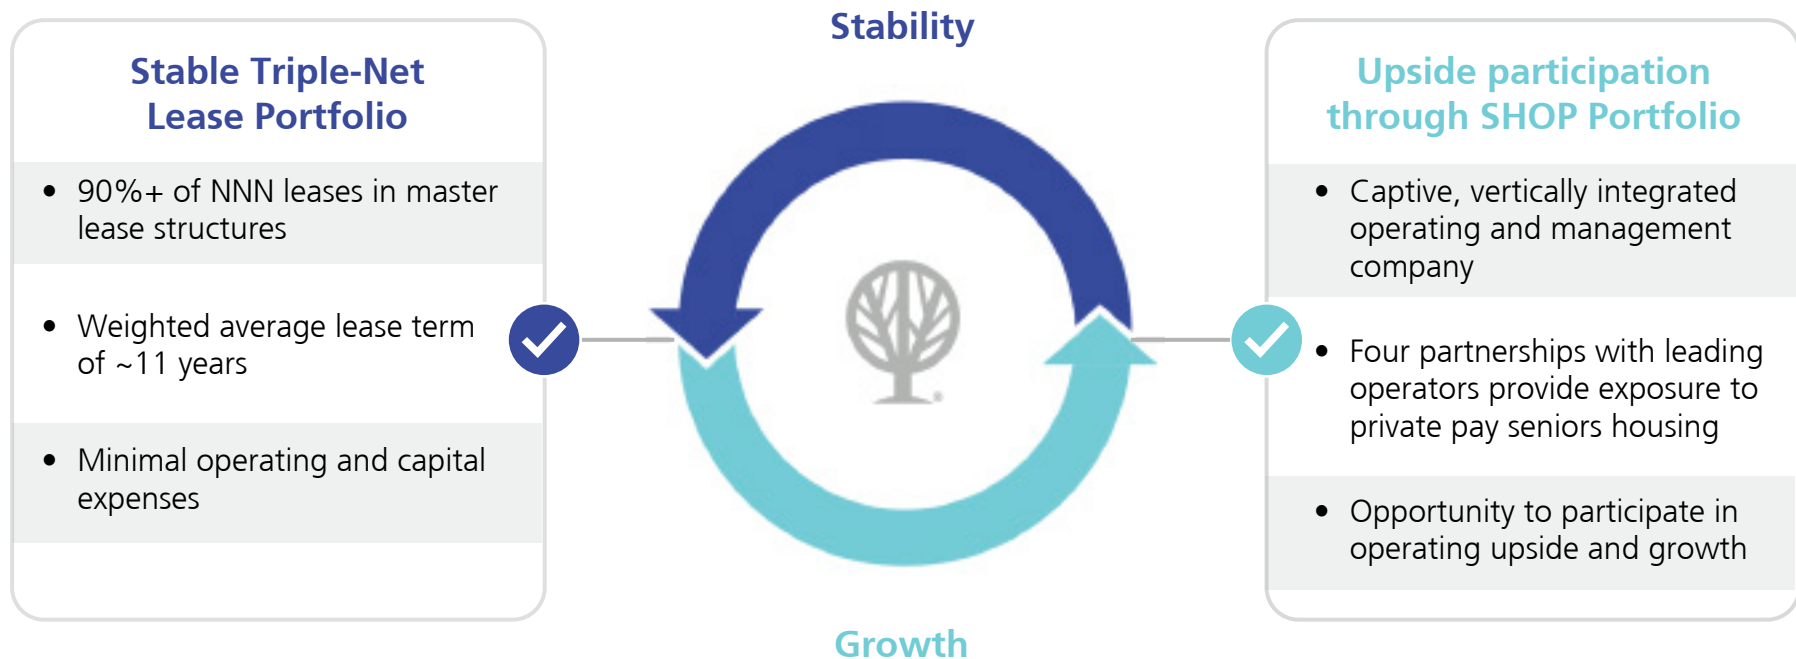 Stability
Stable Triple-Net
Lease Portfolio
• 90%+ of NNN leases in master
lease structures
• Weighted average lease term
of ~11 years
• Minimal operating and capital
expenses
Upside participation
through SHOP Portfolio
• Captive, vertically integrated
operating and management
company
• Four partnerships with leading
operators provide exposure to
private pay seniors housing
• Opportunity to participate in
operating upside and growth
Growth